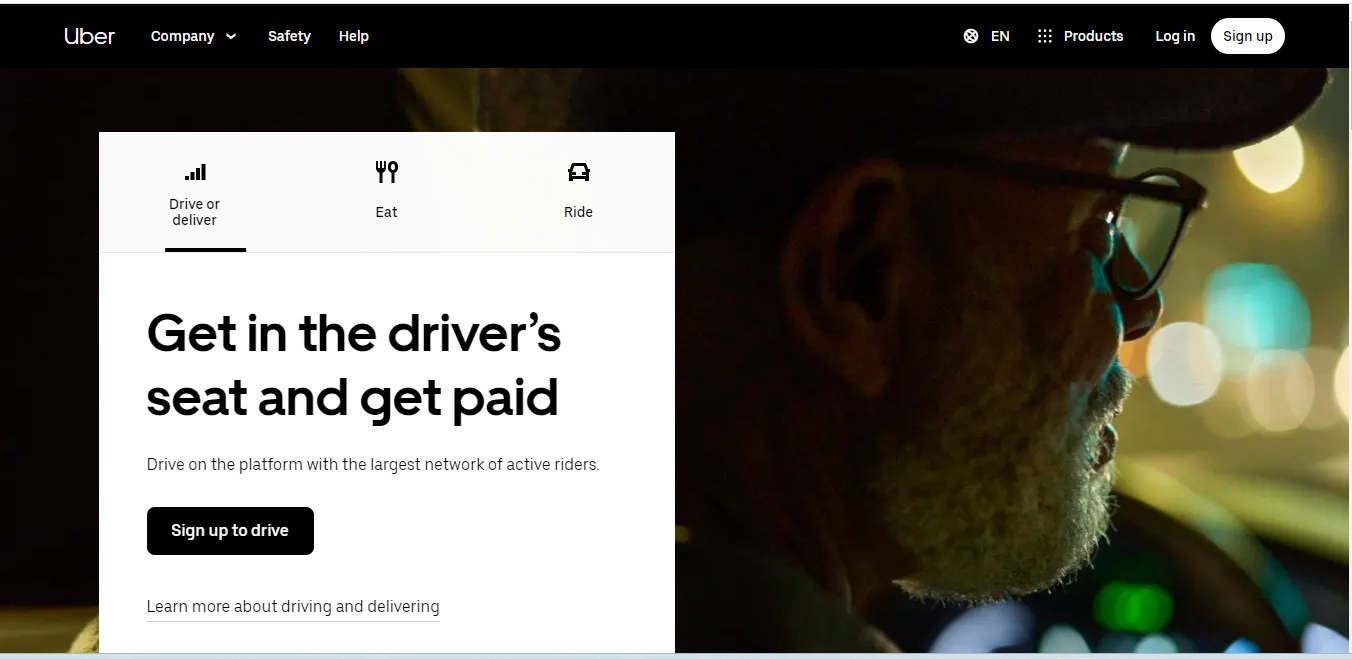 Uber Company Safety Help EN Products Log in Sign up
Drive or
deliver
Eat
Ride
Get in the driver’s
seat and get paid
Drive on the platform with the largest network of active riders.
Sign up to drive
Learn more about driving and delivering